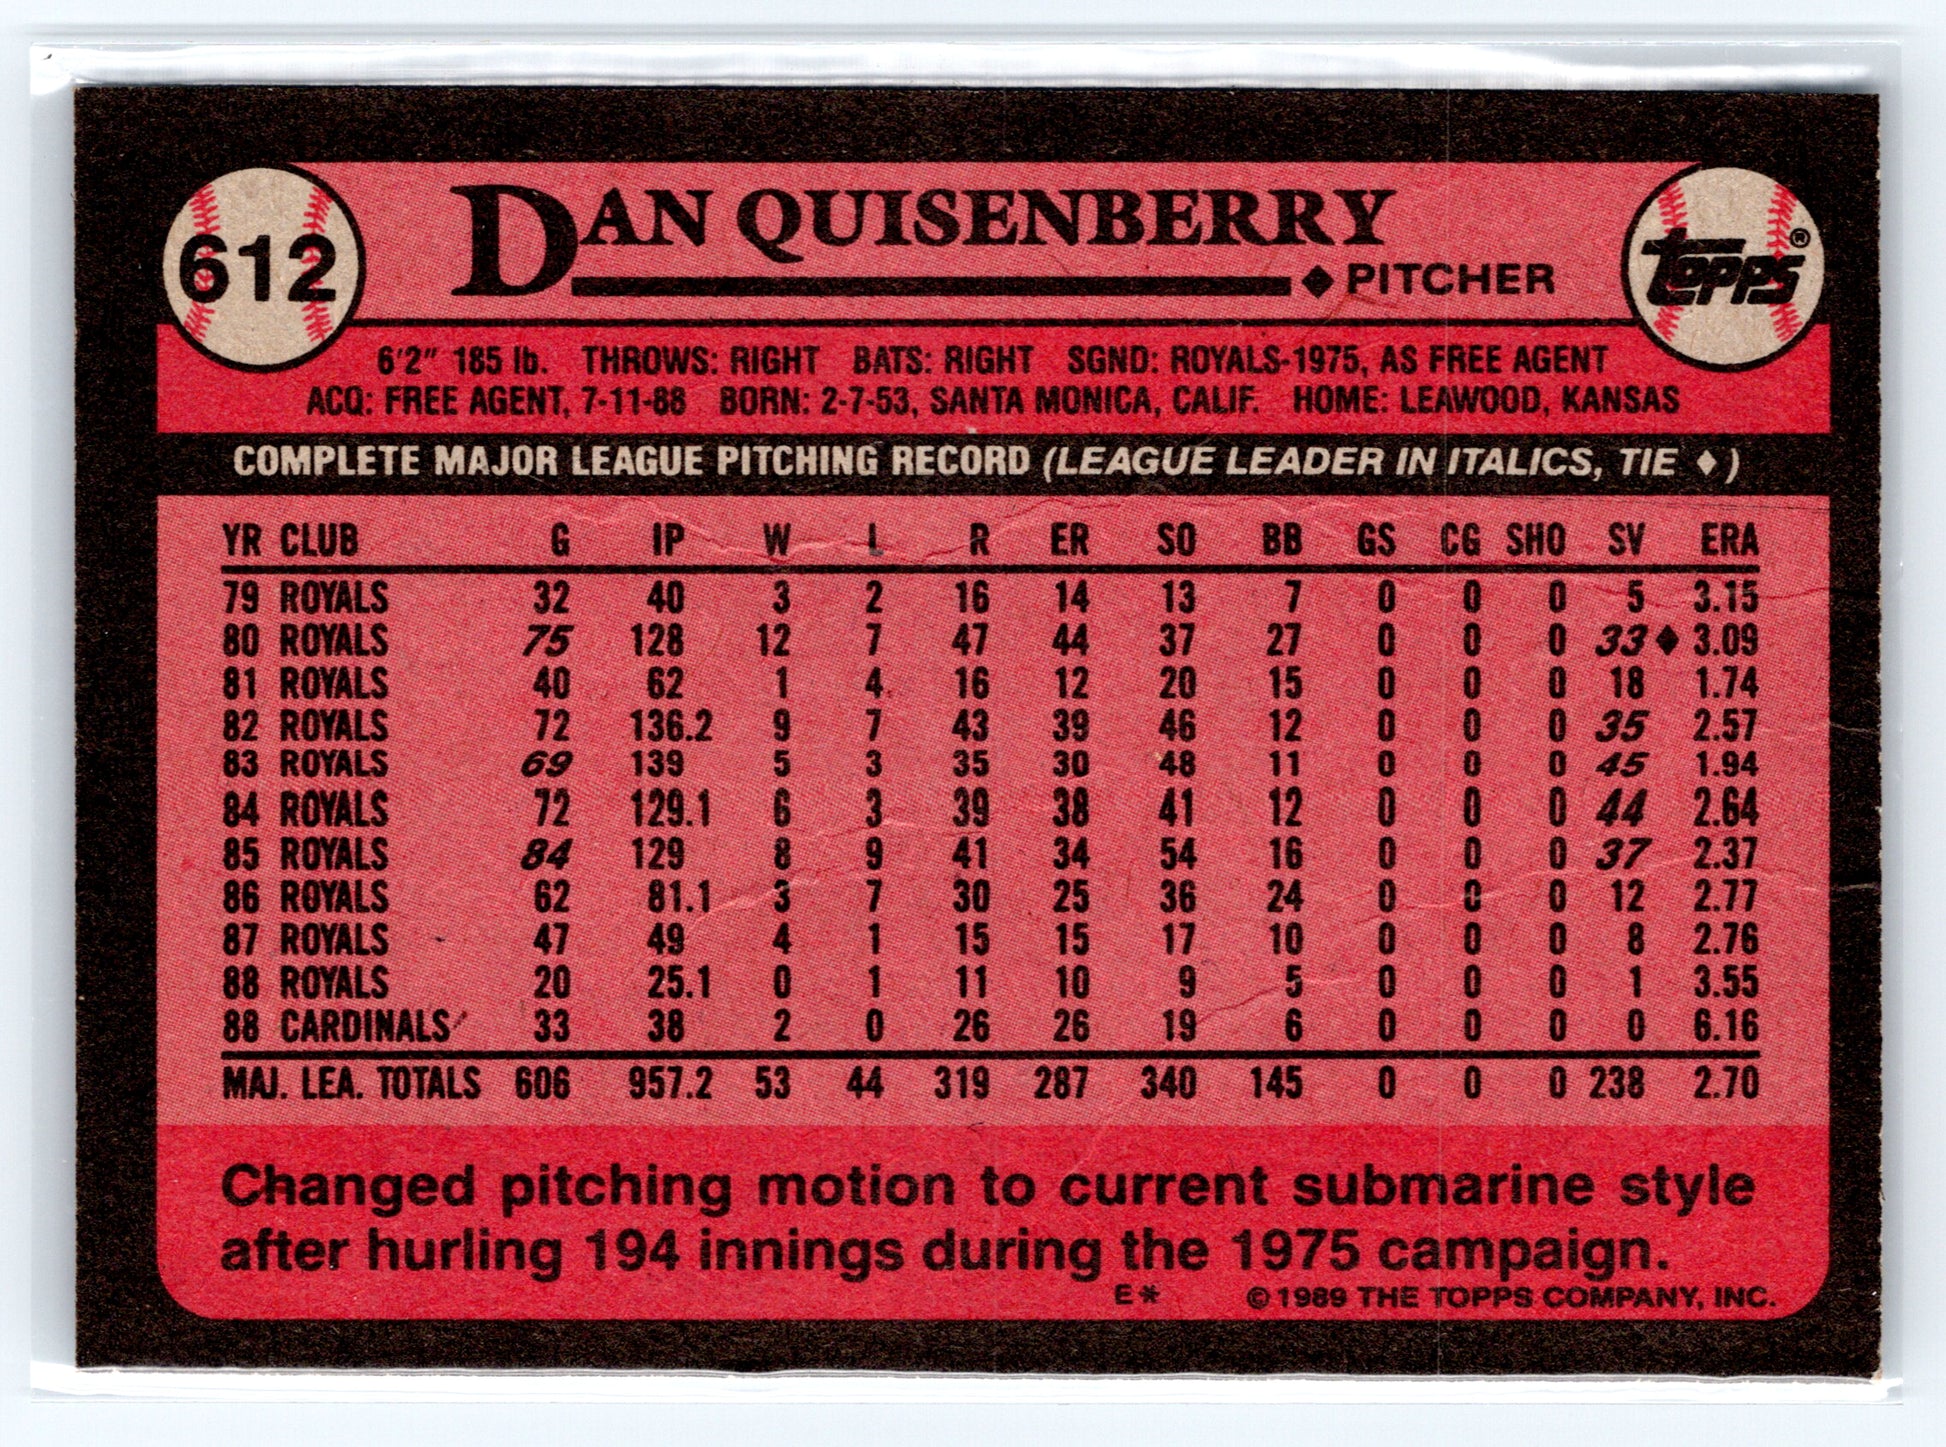 612
DAN QUISENBERRY
♦ PITCHER
topps®
6'2" 185 lb. THROWS: RIGHT BATS: RIGHT SGND: ROYALS-1975, AS FREE AGENT
ACQ: FREE AGENT, 7-11-88 BORN: 2-7-53, SANTA MONICA, CALIF. HOME: LEAWOOD, KANSAS
COMPLETE MAJOR LEAGUE PITCHING RECORD (LEAGUE LEADER IN ITALICS, TIE ♦)
YR CLUB G IP W L R ER SO BB GS CG SHO SV ERA
79 ROYALS 32 40 3 2 16 14 13 7 0 0 0 5 3.15
80 ROYALS 75 128 12 7 47 44 37 27 0 0 0 33♦ 3.09
81 ROYALS 40 62 1 4 16 12 20 15 0 0 0 18 1.74
82 ROYALS 72 136.2 9 7 43 39 46 12 0 0 0 35 2.57
83 ROYALS 69 139 5 3 35 30 48 11 0 0 0 45 1.94
84 ROYALS 72 129.1 6 3 39 38 41 12 0 0 0 44 2.64
85 ROYALS 84 129 8 9 41 34 54 16 0 0 0 37 2.37
86 ROYALS 62 81.1 3 7 30 25 36 24 0 0 0 12 2.77
87 ROYALS 47 49 4 1 15 15 17 10 0 0 0 8 2.76
88 ROYALS 20 25.1 0 1 11 10 9 5 0 0 0 1 3.55
88 CARDINALS 33 38 2 0 26 26 19 6 0 0 0 0 6.16
MAJ. LEA. TOTALS 606 957.2 53 44 319 287 340 145 0 0 0 238 2.70
Changed pitching motion to current submarine style
after hurling 194 innings during the 1975 campaign.
E* © 1989 THE TOPPS COMPANY, INC.